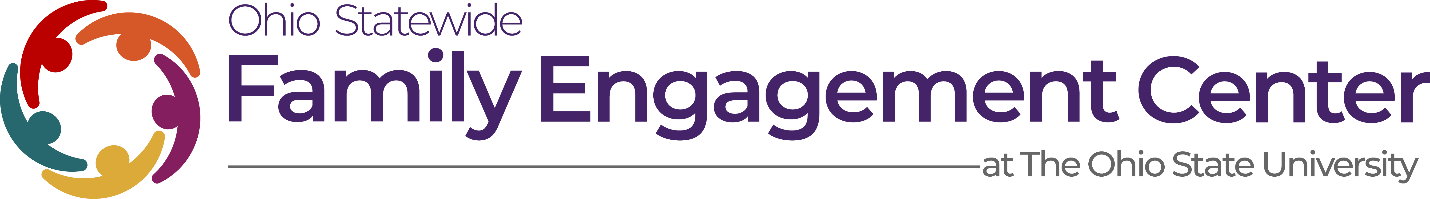 Ohio Statewide
Family Engagement Center
at The Ohio State University